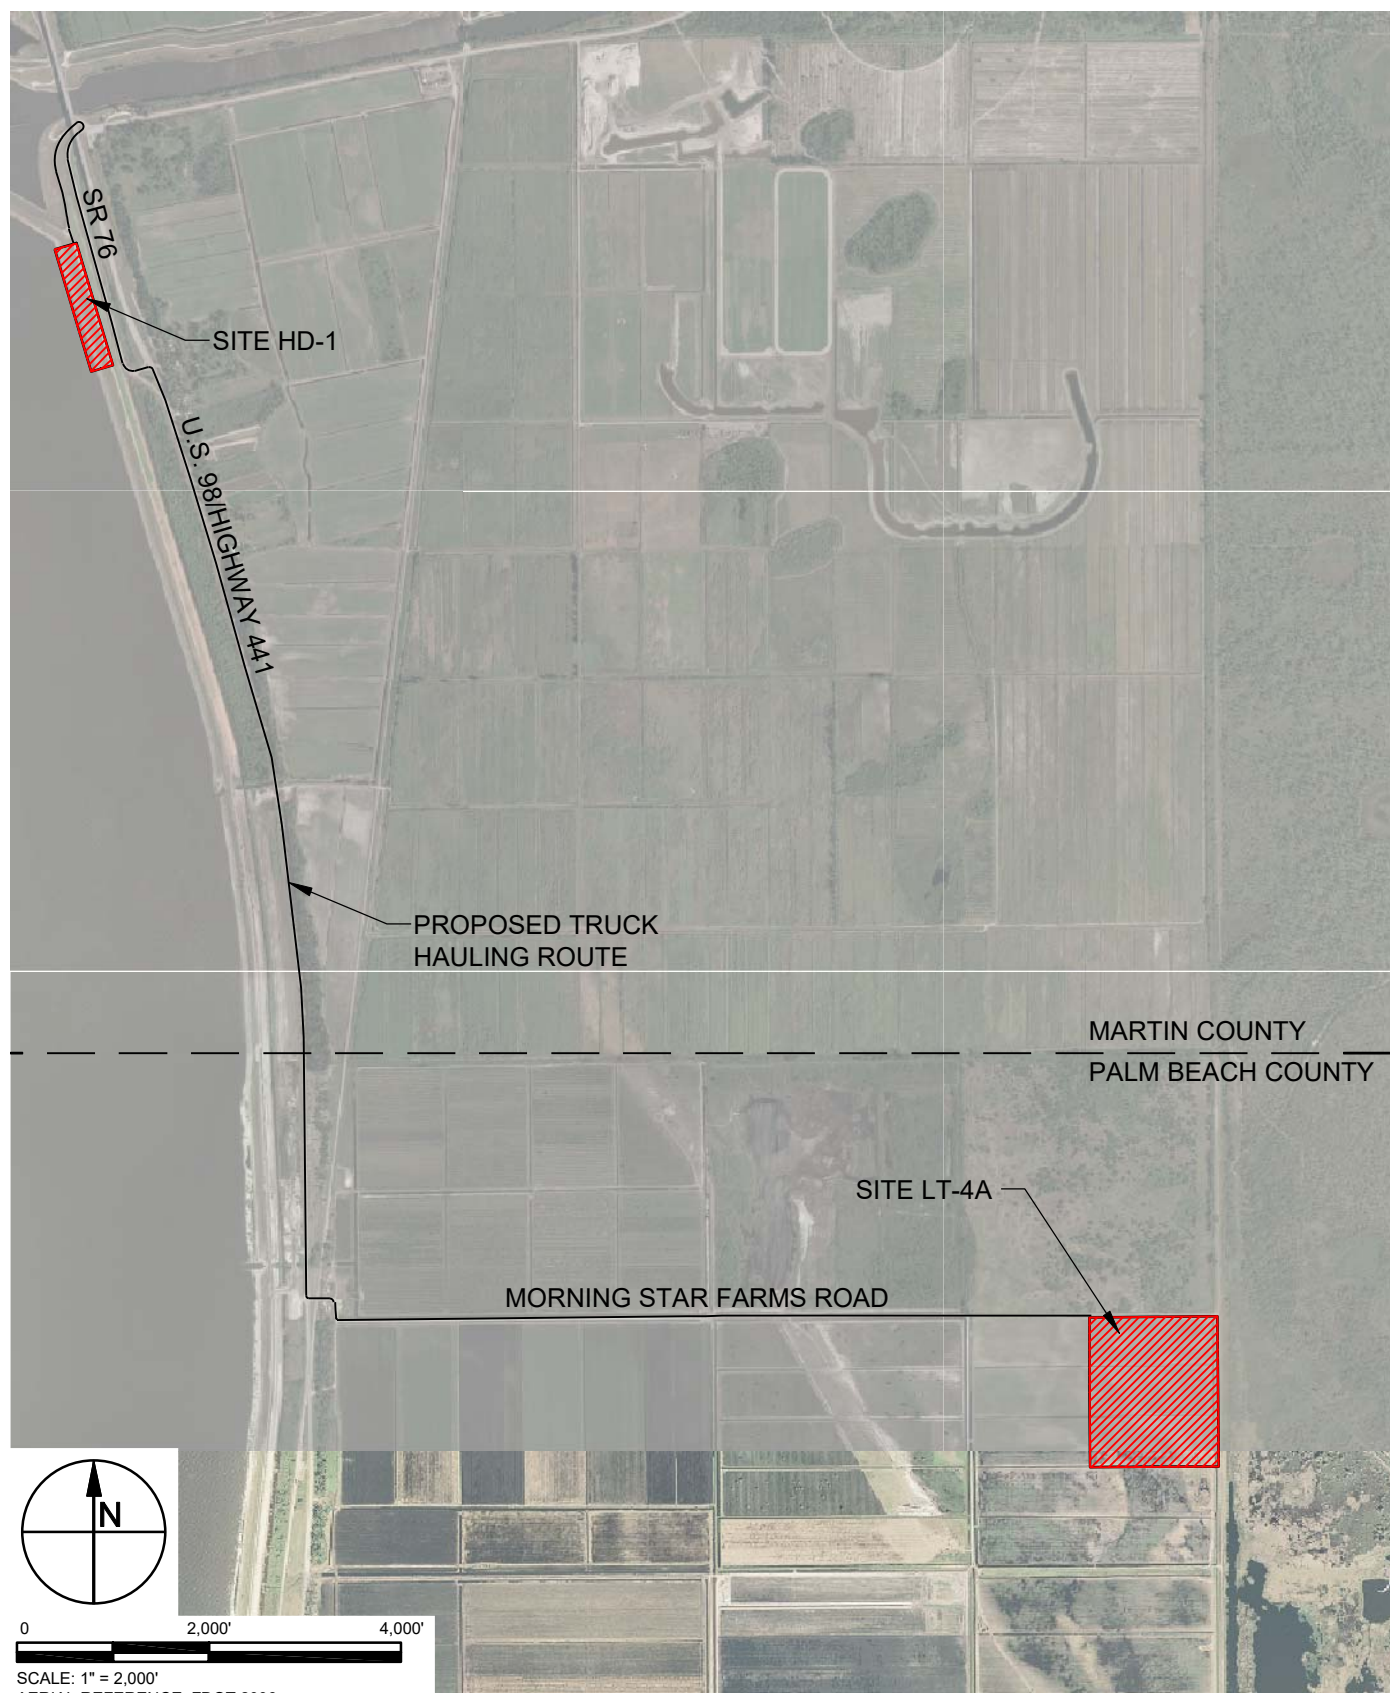 SR 76
SITE HD-1
U.S. 98/HIGHWAY 441
PROPOSED TRUCK
HAULING ROUTE
MARTIN COUNTY
PALM BEACH COUNTY
SITE LT-4A
MORNING STAR FARMS ROAD
N
0 2,000' 4,000'
SCALE: 1" = 2,000'